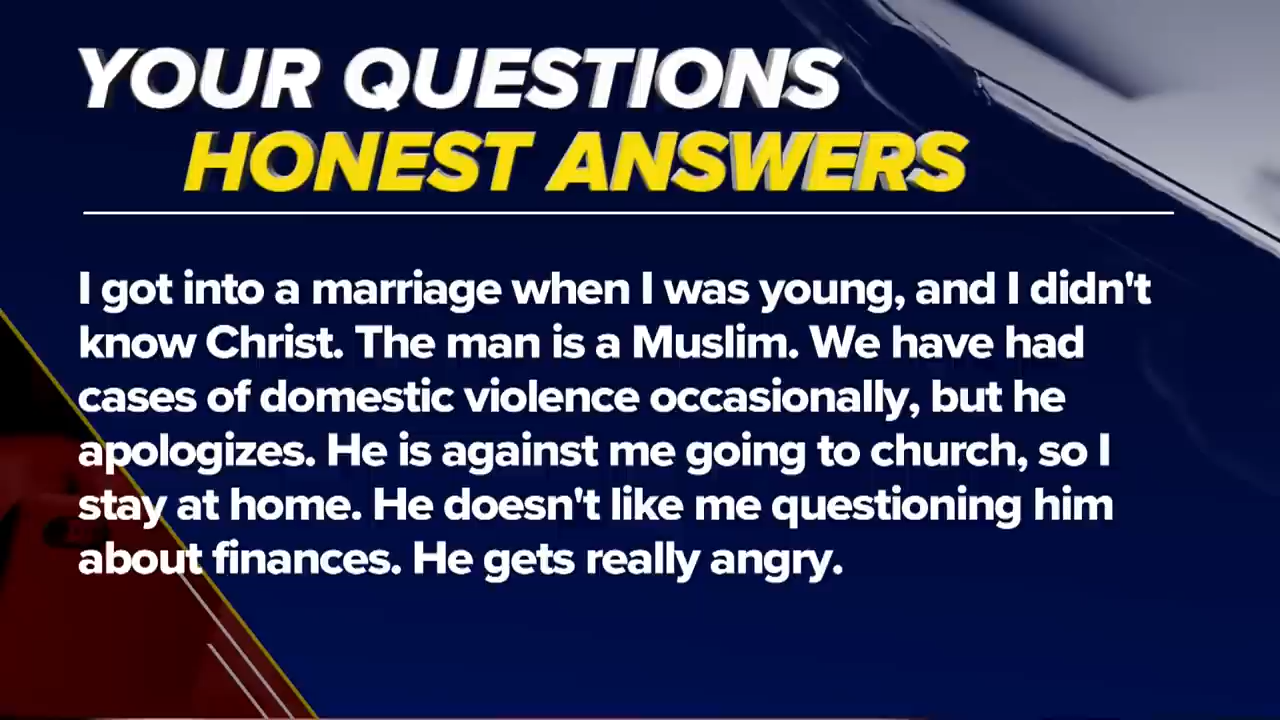 YOUR QUESTIONS
HONEST ANSWERS
I got into a marriage when I was young, and I didn't
know Christ. The man is a Muslim. We have had
cases of domestic violence occasionally, but he
apologizes. He is against me going to church, so I
stay at home. He doesn't like me questioning him
about finances. He gets really angry.